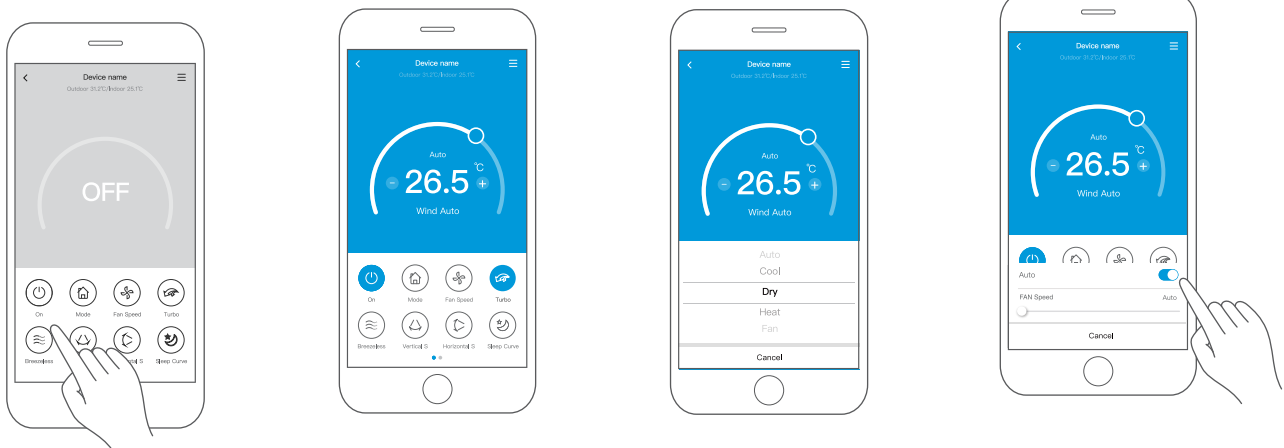 Device name
Outdoor 31.2℃/Indoor 25.1℃
OFF
On
Mode
Fan Speed
Turbo
Breezeless
ontal S
Sleep Curve
Device name
Outdoor 31.2℃/Indoor 25.1℃
Auto
26.5 ℃
Wind Auto
On
Mode
Fan Speed
Turbo
Breezeless
Vertical S
Horizontal S
Sleep Curve
Device name
Outdoor 31.2℃/Indoor 25.1℃
Auto
26.5 ℃
Wind Auto
Auto
Cool
Dry
Heat
Fan
Cancel
Device name
Outdoor 31.2℃/Indoor 25.1℃
Auto
26.5 ℃
Wind Auto
Auto
FAN Speed
Auto
Cancel